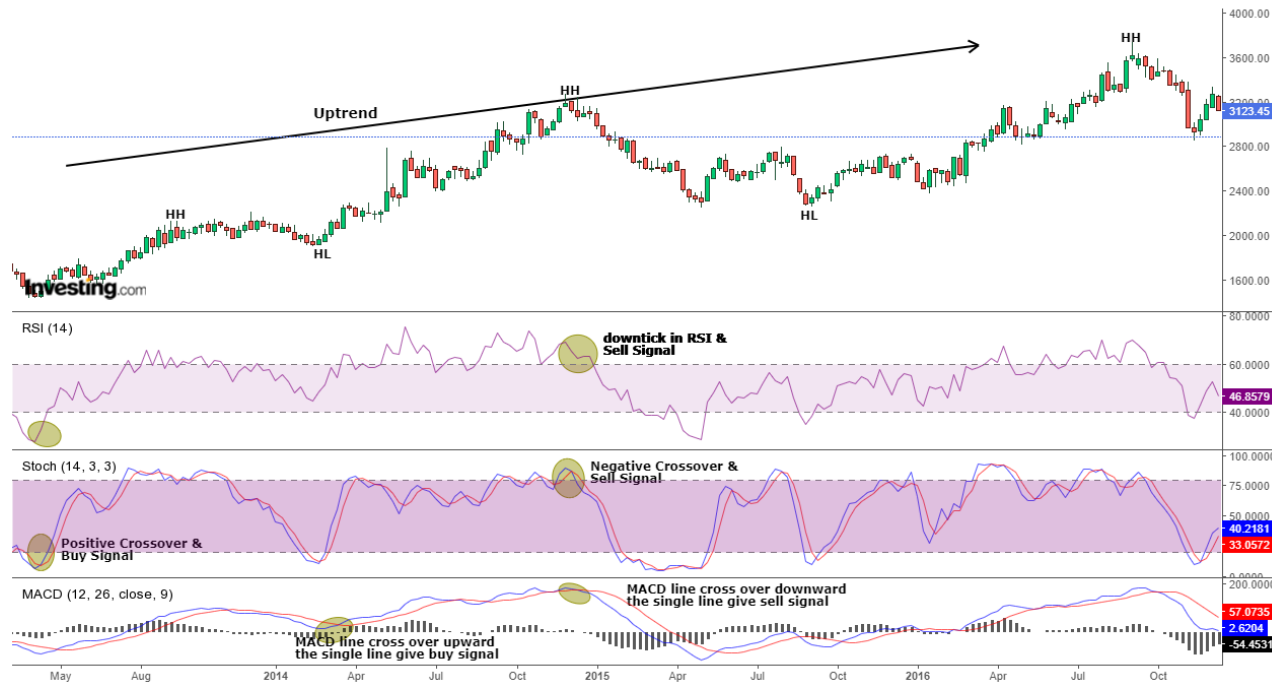 4000.00
HH
3600.00
HH
Uptrend
3200.00
3123.45
2800.00
2400.00
HH
HL
2000.00
HL
1600.00
Investing.com
80.0000
RSI (14)
downtick in RSI &
Sell Signal
60.0000
46.8579
40.0000
Stoch (14, 3, 3)
100.0000
Negative Crossover &
Sell Signal
75.0000
50.0000
40.2181
Positive Crossover &
Buy Signal
33.0572
0.0000
200.0000
MACD (12, 26, close, 9)
MACD line cross over downward
the single line give sell signal
57.0735
2.6204
MACD line cross over upward
the single line give buy signal
-54.4531
May Aug 2014 Apr Jul Oct 2015 Apr Jul Oct 2016 Apr Jul Oct